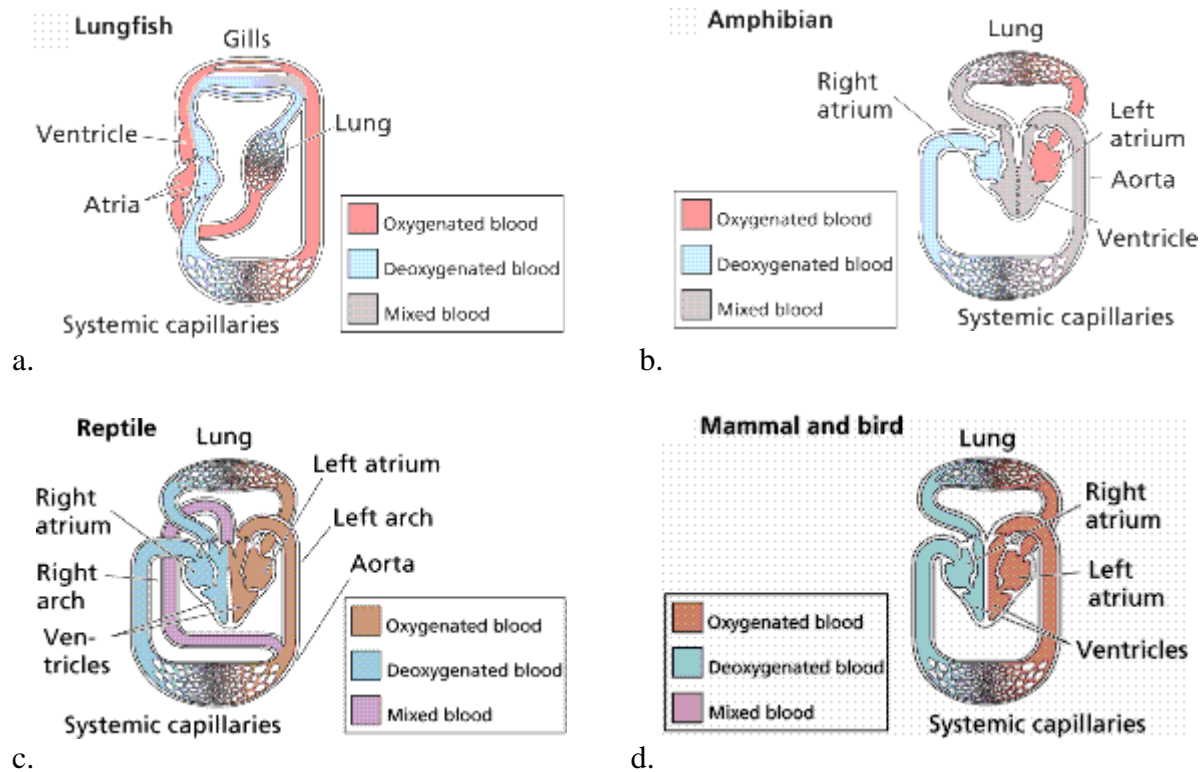 Lungfish
Gills
Ventricle
Lung
Atria
Oxygenated blood
Deoxygenated blood
Mixed blood
Systemic capillaries
a.
Amphibian
Lung
Right
atrium
Left
atrium
Aorta
Ventricle
Oxygenated blood
Deoxygenated blood
Mixed blood
Systemic capillaries
b.
Reptile
Lung
Left atrium
Right
atrium
Left arch
Aorta
Right
arch
Ven-
tricles
Oxygenated blood
Deoxygenated blood
Mixed blood
Systemic capillaries
c.
Mammal and bird
Lung
Right
atrium
Left
atrium
Ventricles
Oxygenated blood
Deoxygenated blood
Mixed blood
Systemic capillaries
d.